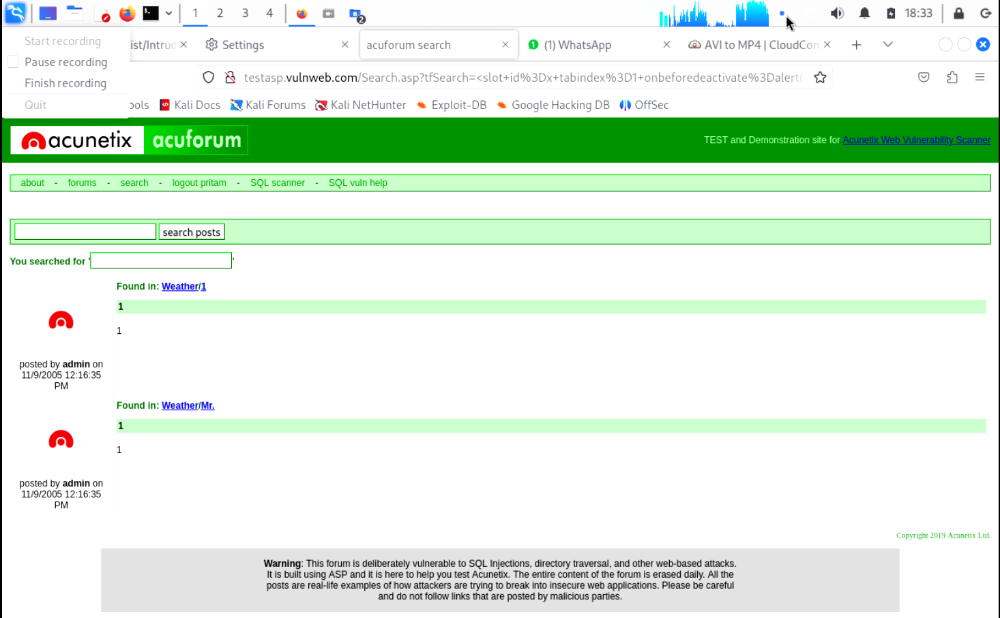 1 2 3 4 2 18:33
Start recording
Pause recording
Finish recording
Quit
ist/Intrud Settings acuforum search (1) WhatsApp AVI to MP4 | CloudCon
testasp.vulnweb.com/Search.asp?tfSearch=<slot+id%3Dx+tabindex%3D1+onbeforedeactivate%3Dalert(
ools Kali Docs Kali Forums Kali NetHunter Exploit-DB Google Hacking DB OffSec
acunetix acuforum
TEST and Demonstration site for Acunetix Web Vulnerability Scanner
about - forums - search - logout pritam - SQL scanner - SQL vuln help
search posts
You searched for ' '
Found in: Weather/1
1
1
posted by admin on
11/9/2005 12:16:35
PM
Found in: Weather/Mr.
1
1
posted by admin on
11/9/2005 12:16:35
PM
Copyright 2019 Acunetix Ltd.
Warning: This forum is deliberately vulnerable to SQL Injections, directory traversal, and other web-based attacks.
It is built using ASP and it is here to help you test Acunetix. The entire content of the forum is erased daily. All the
posts are real-life examples of how attackers are trying to break into insecure web applications. Please be careful
and do not follow links that are posted by malicious parties.